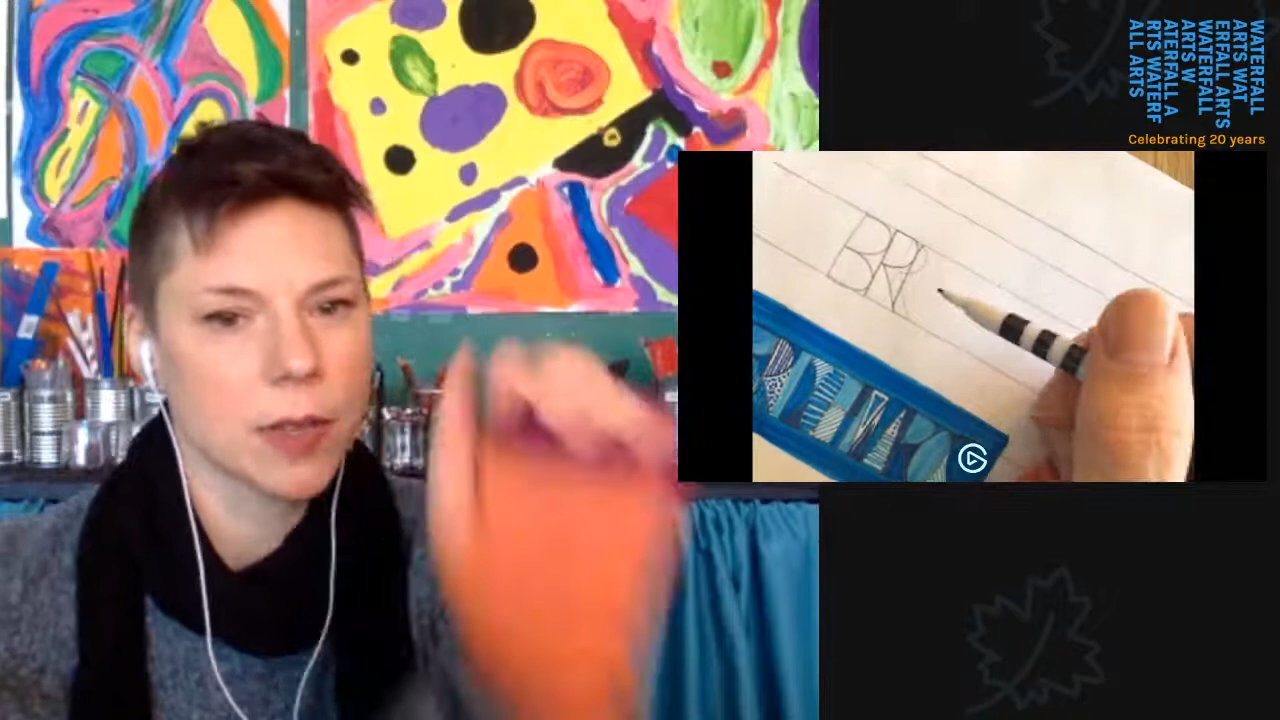 WATERFALL
ARTS WAT
ERFALL ARTS
WATERFALL
ARTS W
ATERFALL A
RTS WATERF
ALL ARTS
Celebrating 20 years
BR